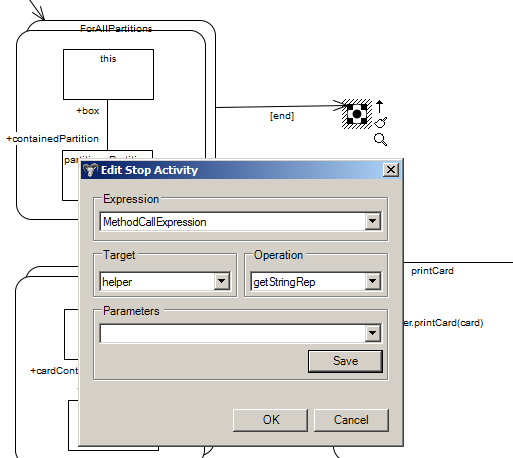 ForAllPartitions
this
+box
[end]
+containedPartition
Edit Stop Activity
Expression
MethodCallExpression
Target
Operation
helper
getStringRep
printCard
Parameters
er.printCard(card)
Save
+cardCont
OK
Cancel